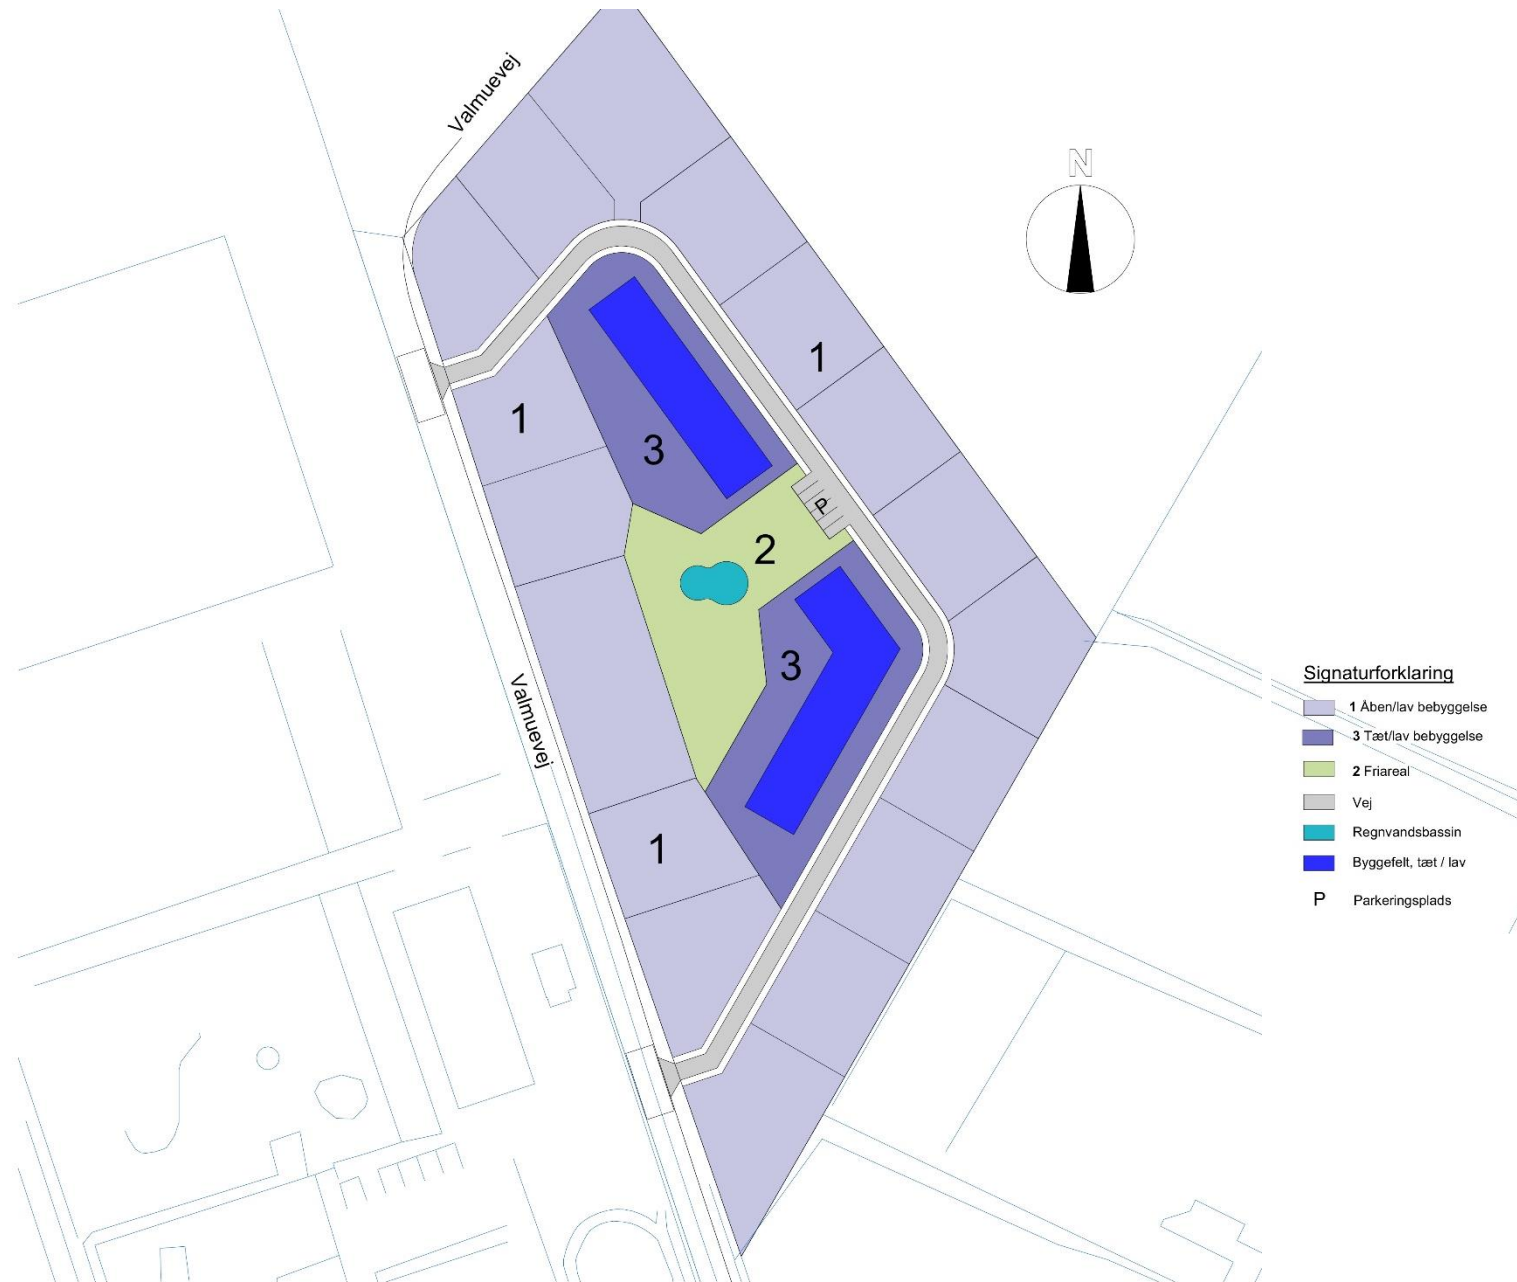 Valmuevej
N
1
1
3
P
2
3
Valmuevej
1
Signaturforklaring
1 Åben/lav bebyggelse
3 Tæt/lav bebyggelse
2 Friareal
Vej
Regnvandsbassin
Byggefelt, tæt / lav
P Parkeringsplads